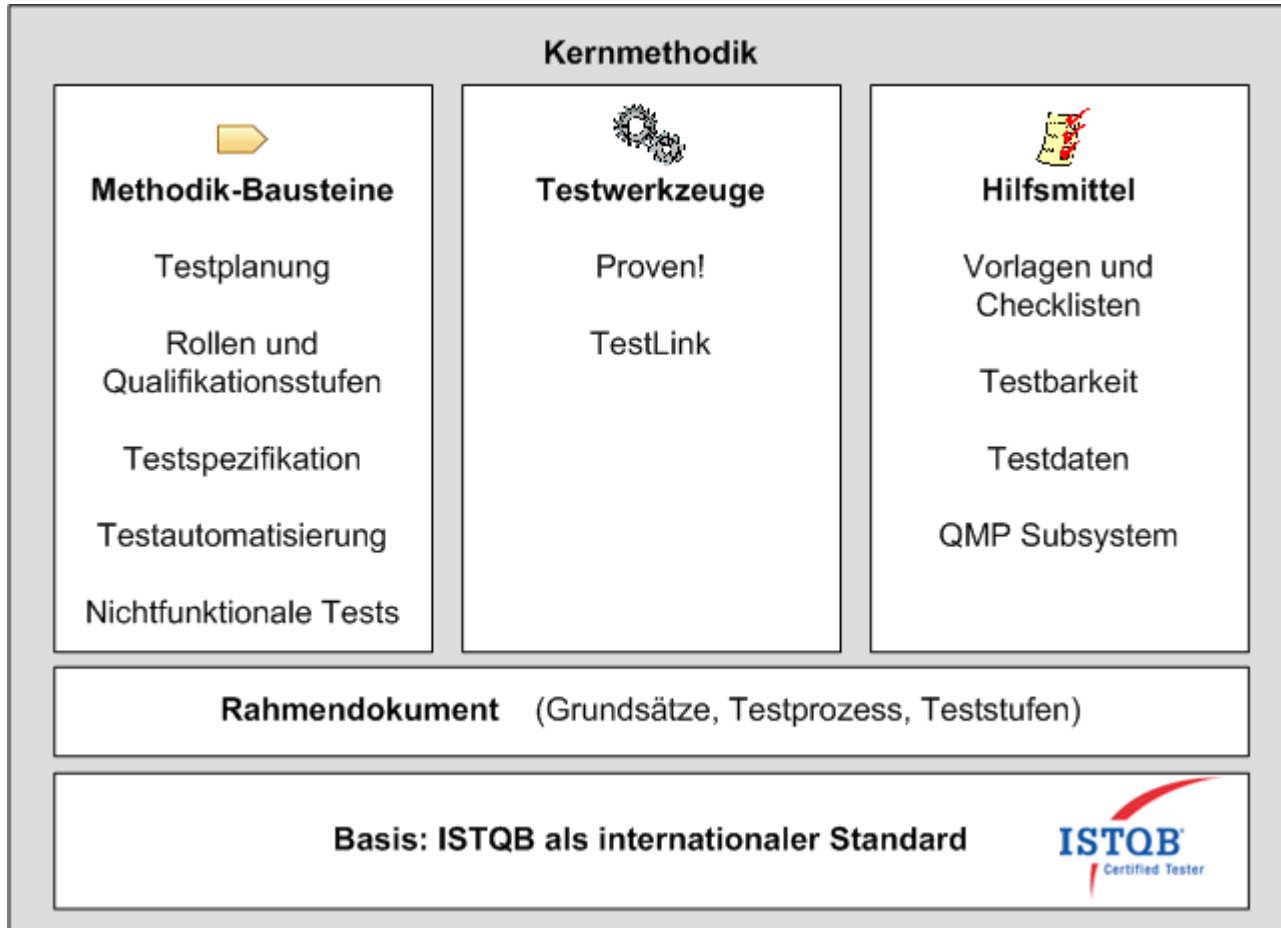 Kernmethodik
Methodik-Bausteine
Testplanung
Rollen und
Qualifikationsstufen
Testspezifikation
Testautomatisierung
Nichtfunktionale Tests
Testwerkzeuge
Proven!
TestLink
Hilfsmittel
Vorlagen und
Checklisten
Testbarkeit
Testdaten
QMP Subsystem
Rahmendokument (Grundsätze, Testprozess, Teststufen)
Basis: ISTQB als internationaler Standard
ISTQB
Certified Tester